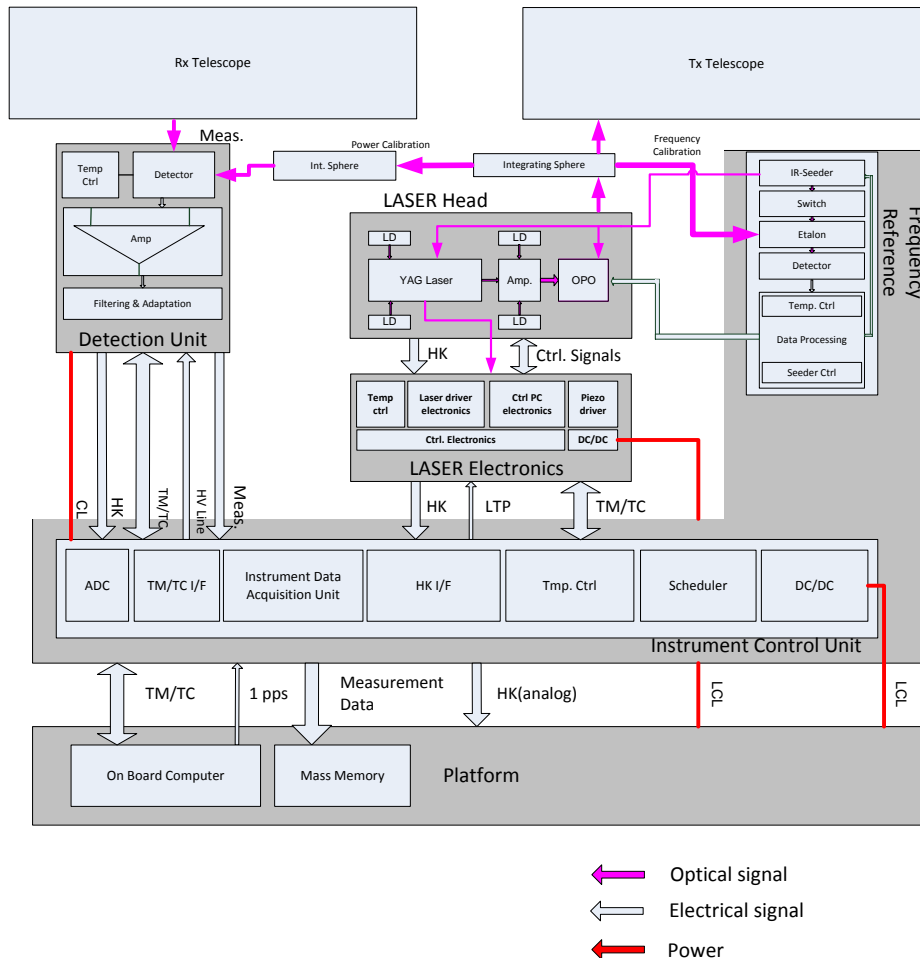 Rx Telescope
Tx Telescope
Meas.
Power Calibration
Frequency
Calibration
Temp
Ctrl
Detector
Int. Sphere
Integrating Sphere
IR-Seeder
Switch
Etalon
Detector
Temp. Ctrl
Data Processing
Seeder Ctrl
Frequency
Reference
Amp
Filtering & Adaptation
Detection Unit
LASER Head
LD
LD
YAG Laser
Amp.
OPO
LD
LD
HK
Ctrl. Signals
Temp
ctrl
Laser driver
electronics
Ctrl PC
electronics
Piezo
driver
Ctrl. Electronics
DC/DC
LASER Electronics
CL
HK
TM/TC
HV Line
Meas.
HK
LTP
TM/TC
ADC
TM/TC I/F
Instrument Data
Acquisition Unit
HK I/F
Tmp. Ctrl
Scheduler
DC/DC
Instrument Control Unit
TM/TC
1 pps
Measurement
Data
HK(analog)
LCL
LCL
On Board Computer
Mass Memory
Platform
Optical signal
Electrical signal
Power